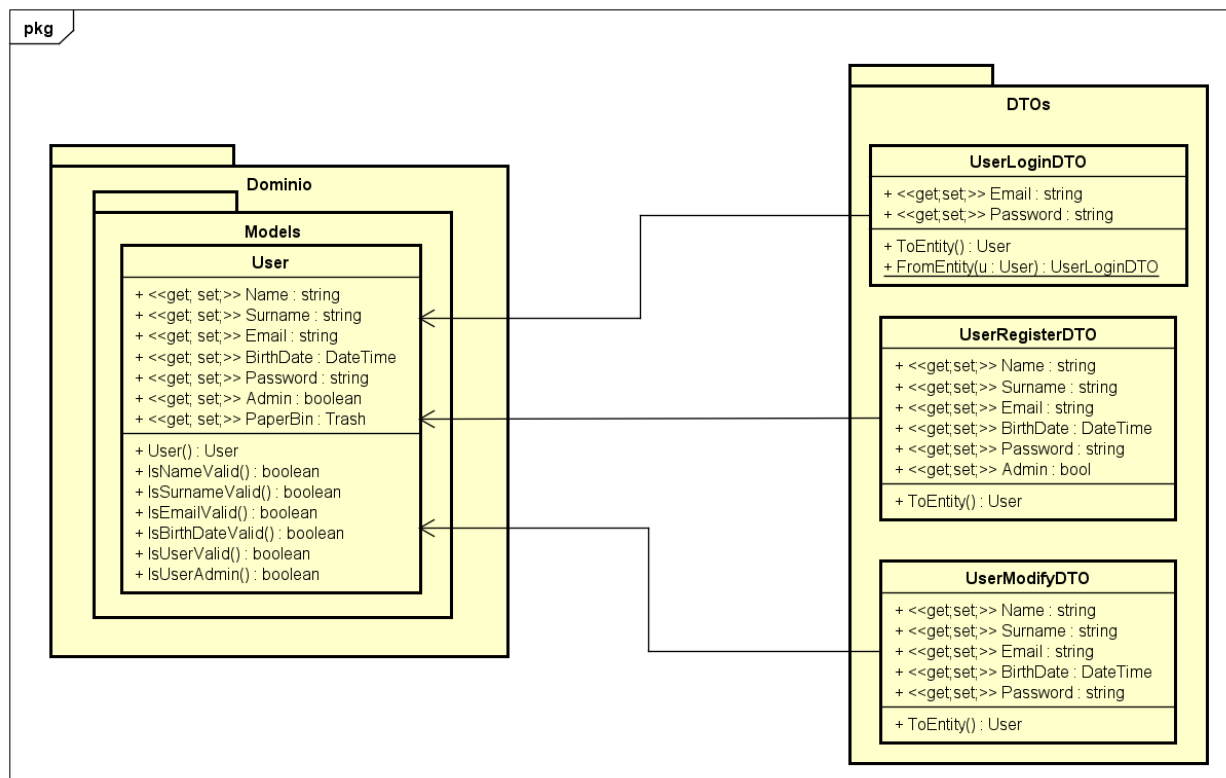 pkg
Dominio
Models
User
+ <<get; set;>> Name : string
+ <<get; set;>> Surname : string
+ <<get; set;>> Email : string
+ <<get; set;>> BirthDate : DateTime
+ <<get; set;>> Password : string
+ <<get; set;>> Admin : boolean
+ <<get; set;>> PaperBin : Trash
+ User() : User
+ IsNameValid() : boolean
+ IsSurnameValid() : boolean
+ IsEmailValid() : boolean
+ IsBirthDateValid() : boolean
+ IsUserValid() : boolean
+ IsUserAdmin() : boolean
DTOs
UserLoginDTO
+ <<get;set;>> Email : string
+ <<get;set;>> Password : string
+ ToEntity() : User
+ FromEntity(u : User) : UserLoginDTO
UserRegisterDTO
+ <<get;set;>> Name : string
+ <<get;set;>> Surname : string
+ <<get;set;>> Email : string
+ <<get;set;>> BirthDate : DateTime
+ <<get;set;>> Password : string
+ <<get;set;>> Admin : bool
+ ToEntity() : User
UserModifyDTO
+ <<get;set;>> Name : string
+ <<get;set;>> Surname : string
+ <<get;set;>> Email : string
+ <<get;set;>> BirthDate : DateTime
+ <<get;set;>> Password : string
+ ToEntity() : User